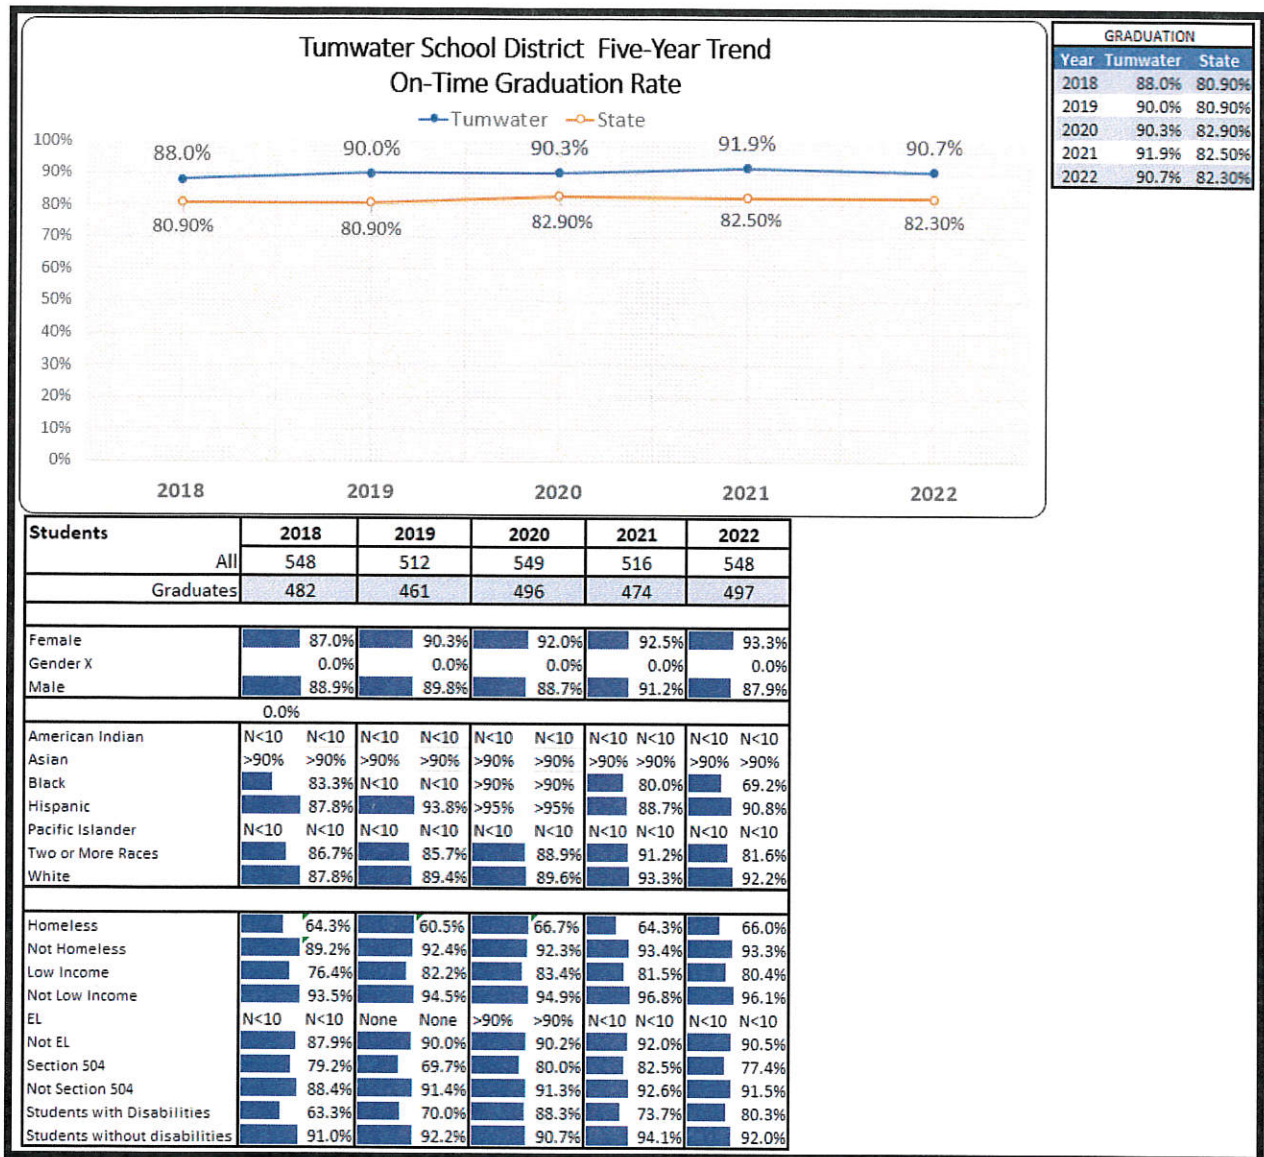 Tumwater School District Five-Year Trend
On-Time Graduation Rate
Tumwater State
100%
90%
80%
70%
60%
50%
40%
30%
20%
10%
0%
88.0% 90.0% 90.3% 91.9% 90.7%
80.90% 80.90% 82.90% 82.50% 82.30%
2018 2019 2020 2021 2022
GRADUATION
Year Tumwater State
2018 88.0% 80.90%
2019 90.0% 80.90%
2020 90.3% 82.90%
2021 91.9% 82.50%
2022 90.7% 82.30%
Students 2018 2019 2020 2021 2022
All 548 512 549 516 548
Graduates 482 461 496 474 497
Female 87.0% 90.3% 92.0% 92.5% 93.3%
Gender X 0.0% 0.0% 0.0% 0.0% 0.0%
Male 88.9% 89.8% 88.7% 91.2% 87.9%
0.0%
American Indian N<10 N<10 N<10 N<10 N<10 N<10 N<10 N<10 N<10 N<10
Asian >90% >90% >90% >90% >90% >90% >90% >90% >90% >90%
Black 83.3% N<10 N<10 >90% >90% 80.0% 69.2%
Hispanic 87.8% 93.8% >95% >95% 88.7% 90.8%
Pacific Islander N<10 N<10 N<10 N<10 N<10 N<10 N<10 N<10 N<10 N<10
Two or More Races 86.7% 85.7% 88.9% 91.2% 81.6%
White 87.8% 89.4% 89.6% 93.3% 92.2%
Homeless 64.3% 60.5% 66.7% 64.3% 66.0%
Not Homeless 89.2% 92.4% 92.3% 93.4% 93.3%
Low Income 76.4% 82.2% 83.4% 81.5% 80.4%
Not Low Income 93.5% 94.5% 94.9% 96.8% 96.1%
EL N<10 N<10 None None >90% >90% N<10 N<10 N<10 N<10
Not EL 87.9% 90.0% 90.2% 92.0% 90.5%
Section 504 79.2% 69.7% 80.0% 82.5% 77.4%
Not Section 504 88.4% 91.4% 91.3% 92.6% 91.5%
Students with Disabilities 63.3% 70.0% 88.3% 73.7% 80.3%
Students without disabilities 91.0% 92.2% 90.7% 94.1% 92.0%